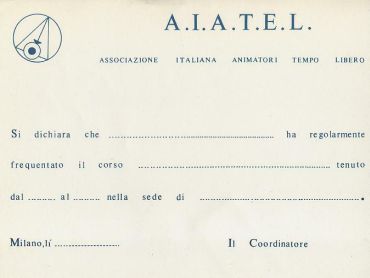 A.I.A.T.E.L.
ASSOCIAZIONE ITALIANA ANIMATORI TEMPO LIBERO
Si dichiara che .................................................... ha regolarmente
frequentato il corso .................................................... tenuto
dal .......... al .......... nella sede di .................................................... .
Milano,lí ....................
Il Coordinatore